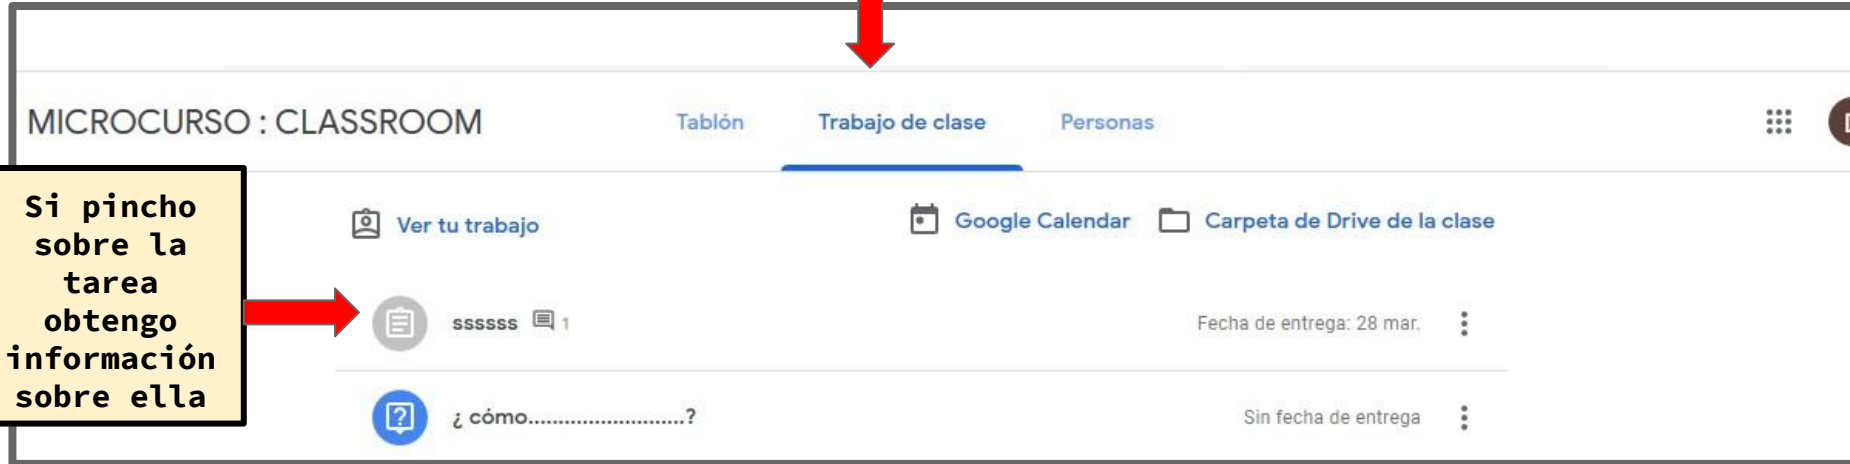 MICROCURSO : CLASSROOM
Tablón
Trabajo de clase
Personas
Si pincho
sobre la
tarea
obtengo
información
sobre ella
Ver tu trabajo
Google Calendar
Carpeta de Drive de la clase
ssssss 1
Fecha de entrega: 28 mar.
¿ cómo..........................?
Sin fecha de entrega